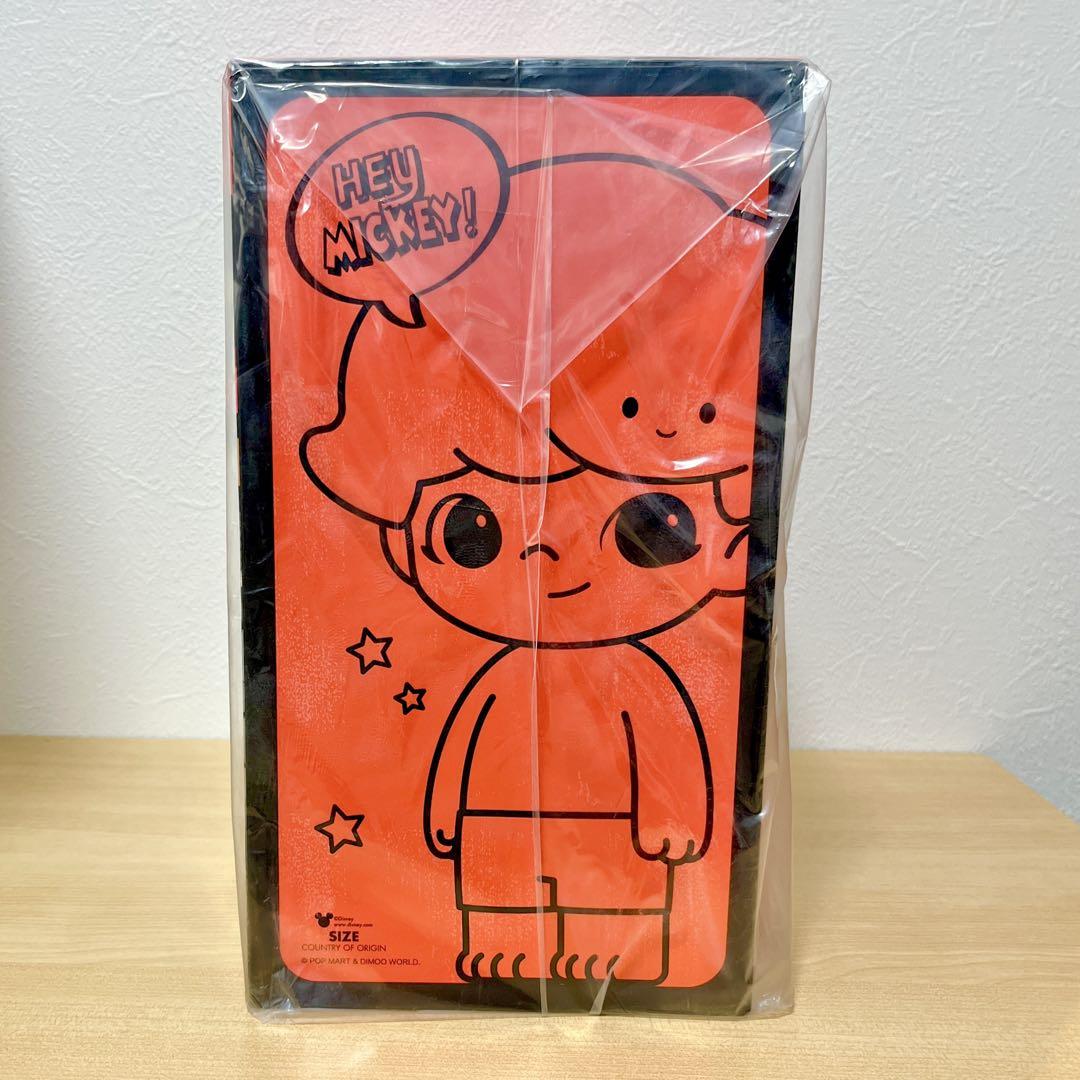 HEY
MICKEY!
©Disney
www.disney.com
SIZE
COUNTRY OF ORIGIN
© POP MART & DIMOO WORLD.